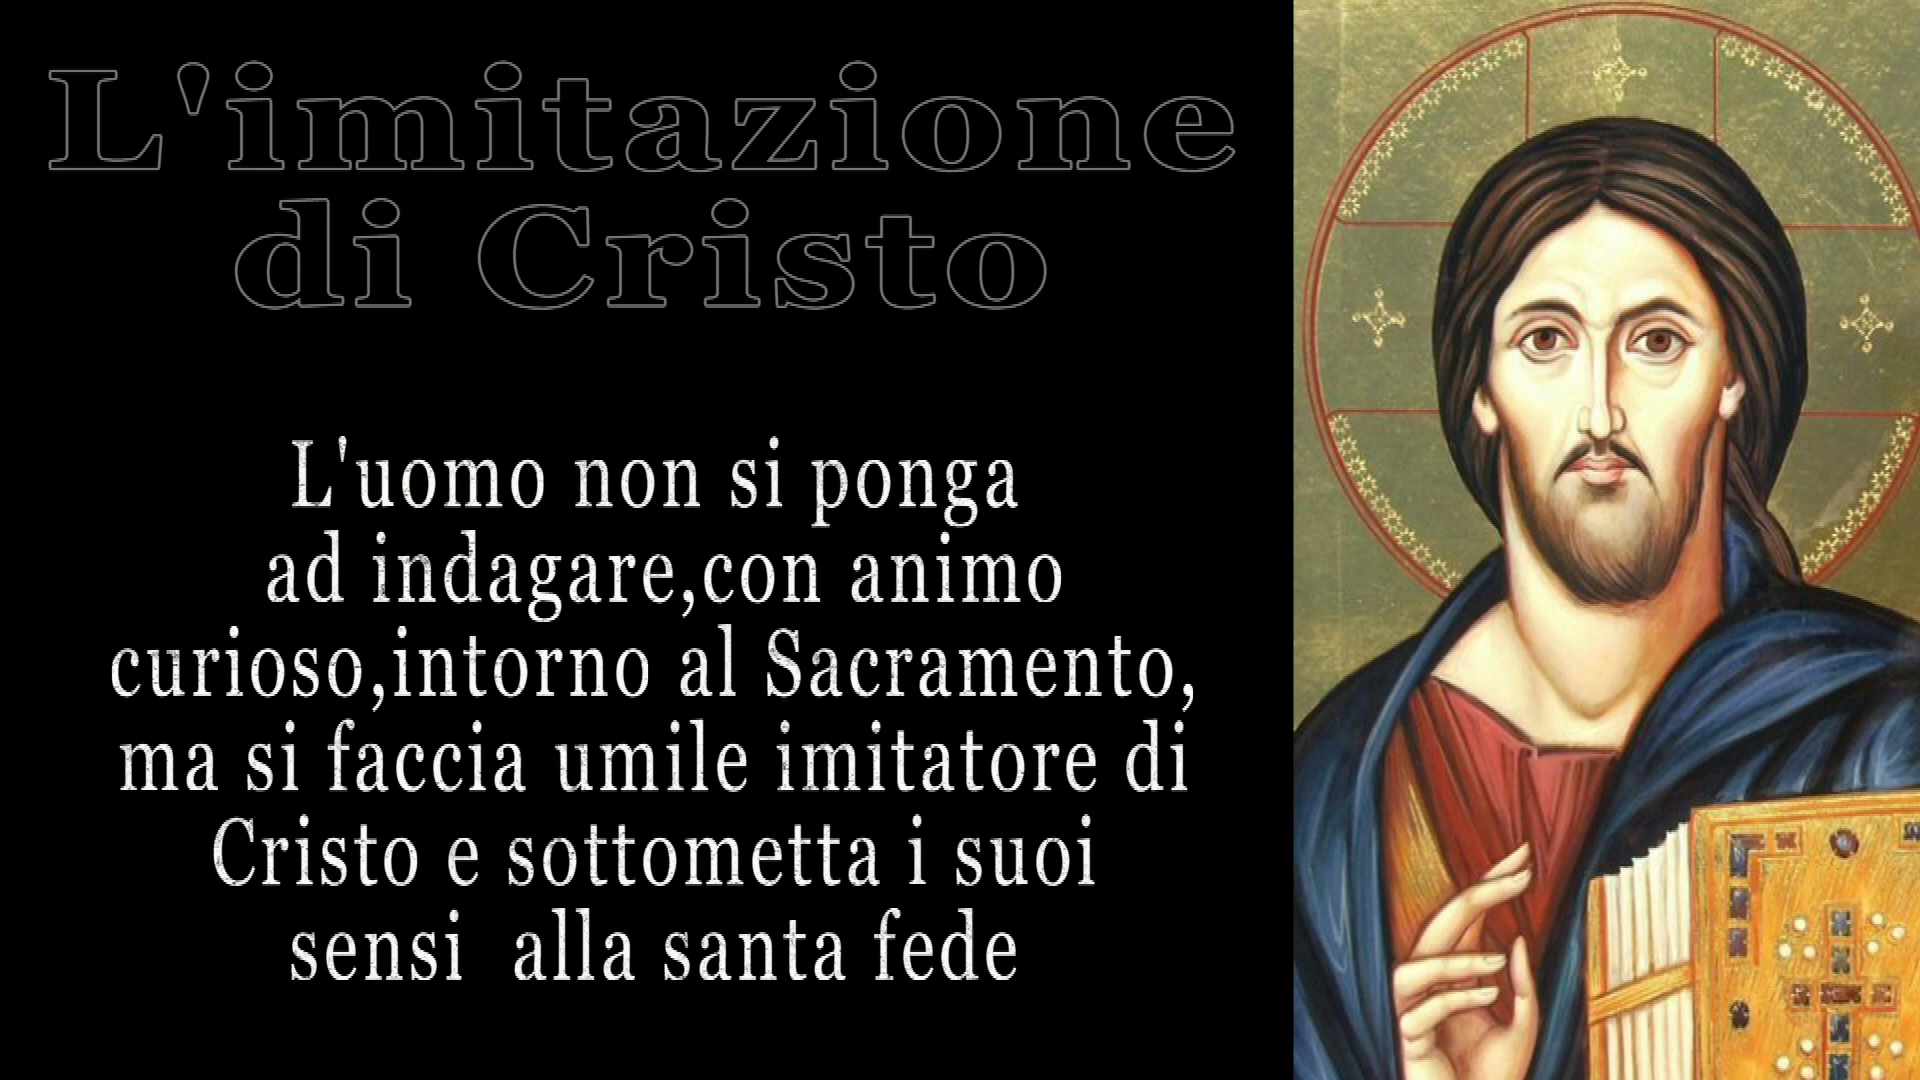 L'imitazione
di Cristo
L'uomo non si ponga
ad indagare,con animo
curioso,intorno al Sacramento,
ma si faccia umile imitatore di
Cristo e sottometta i suoi
sensi  alla santa fede